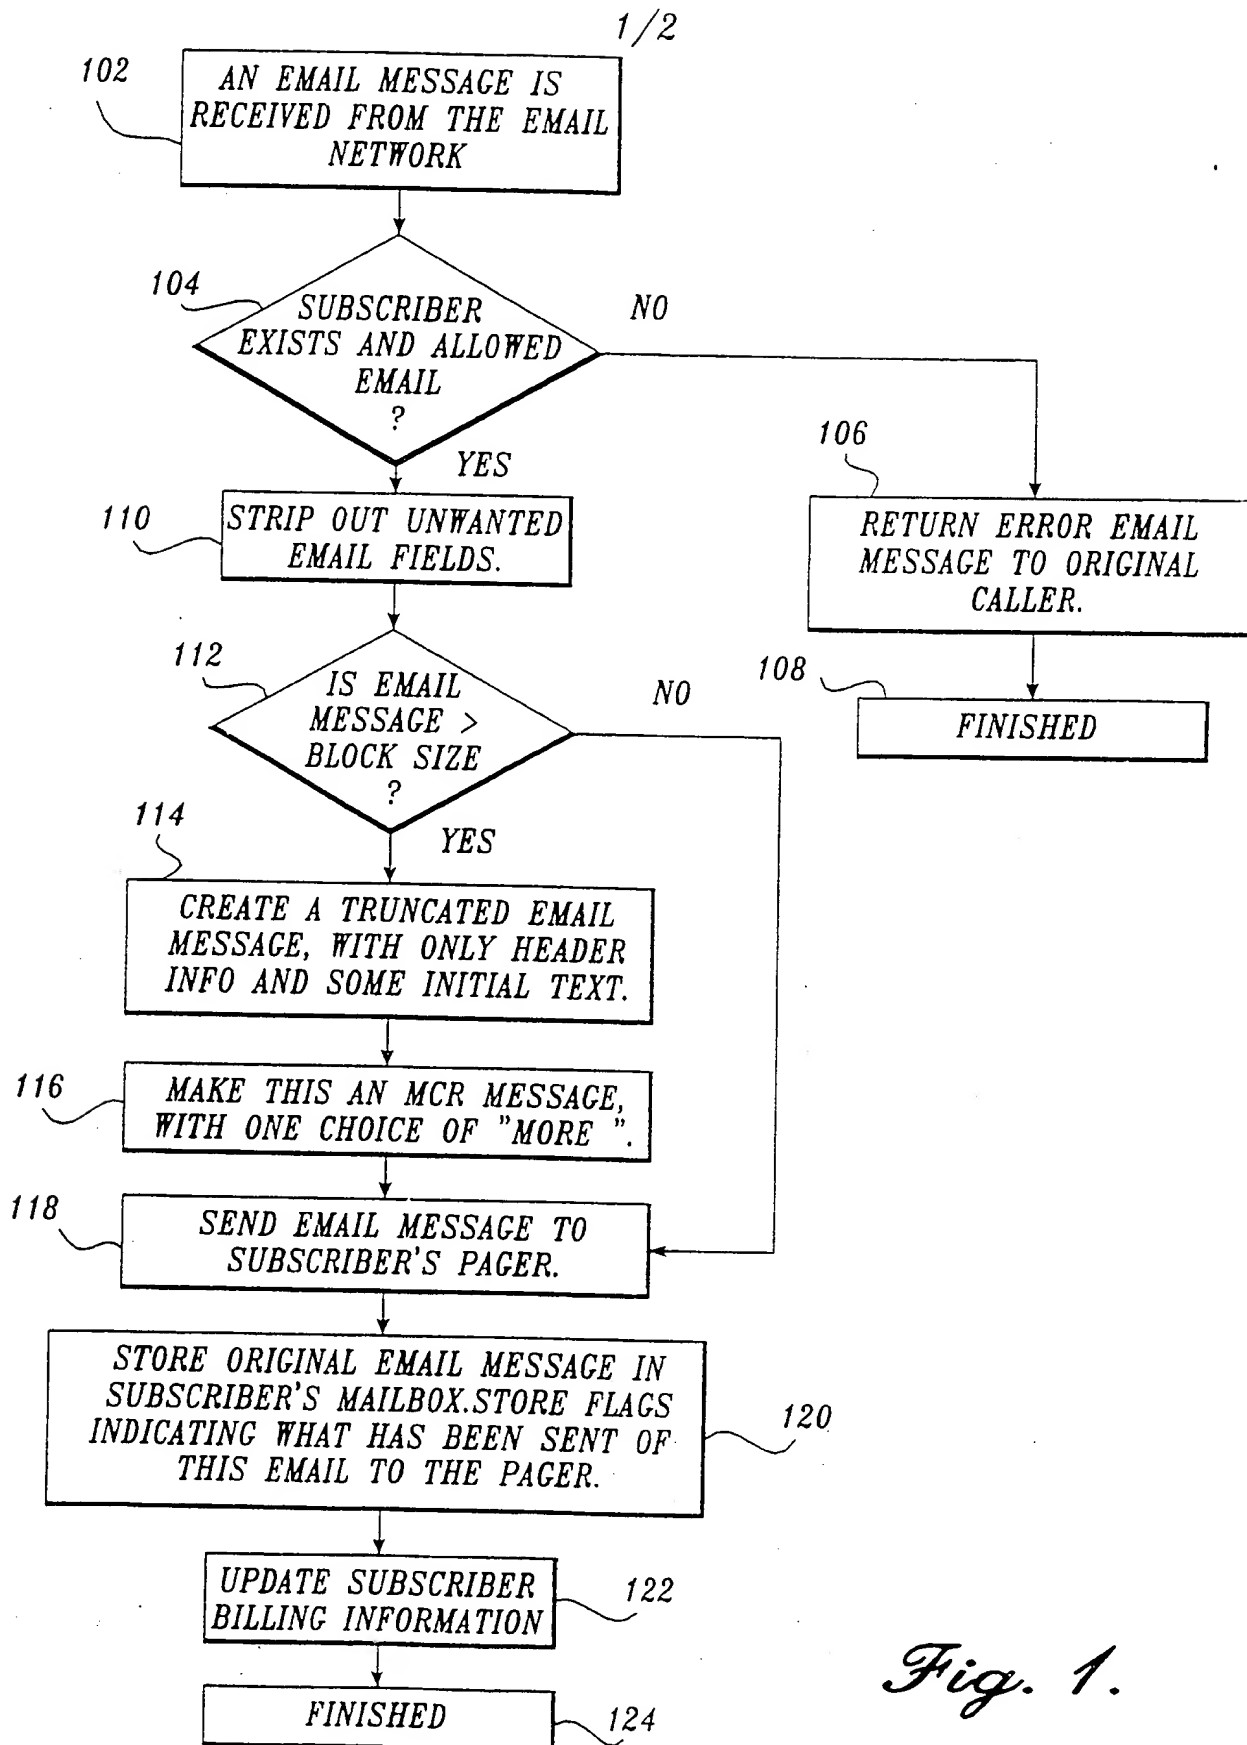 1/2
102
AN EMAIL MESSAGE IS
RECEIVED FROM THE EMAIL
NETWORK
104
SUBSCRIBER
EXISTS AND ALLOWED
EMAIL
?
NO
YES
106
RETURN ERROR EMAIL
MESSAGE TO ORIGINAL
CALLER.
108
FINISHED
110
STRIP OUT UNWANTED
EMAIL FIELDS.
112
IS EMAIL
MESSAGE >
BLOCK SIZE
?
NO
YES
114
CREATE A TRUNCATED EMAIL
MESSAGE, WITH ONLY HEADER
INFO AND SOME INITIAL TEXT.
116
MAKE THIS AN MCR MESSAGE,
WITH ONE CHOICE OF "MORE ".
118
SEND EMAIL MESSAGE TO
SUBSCRIBER'S PAGER.
STORE ORIGINAL EMAIL MESSAGE IN
SUBSCRIBER'S MAILBOX.STORE FLAGS
INDICATING WHAT HAS BEEN SENT OF
THIS EMAIL TO THE PAGER.
120
UPDATE SUBSCRIBER
BILLING INFORMATION
122
FINISHED
124
Fig. 1.